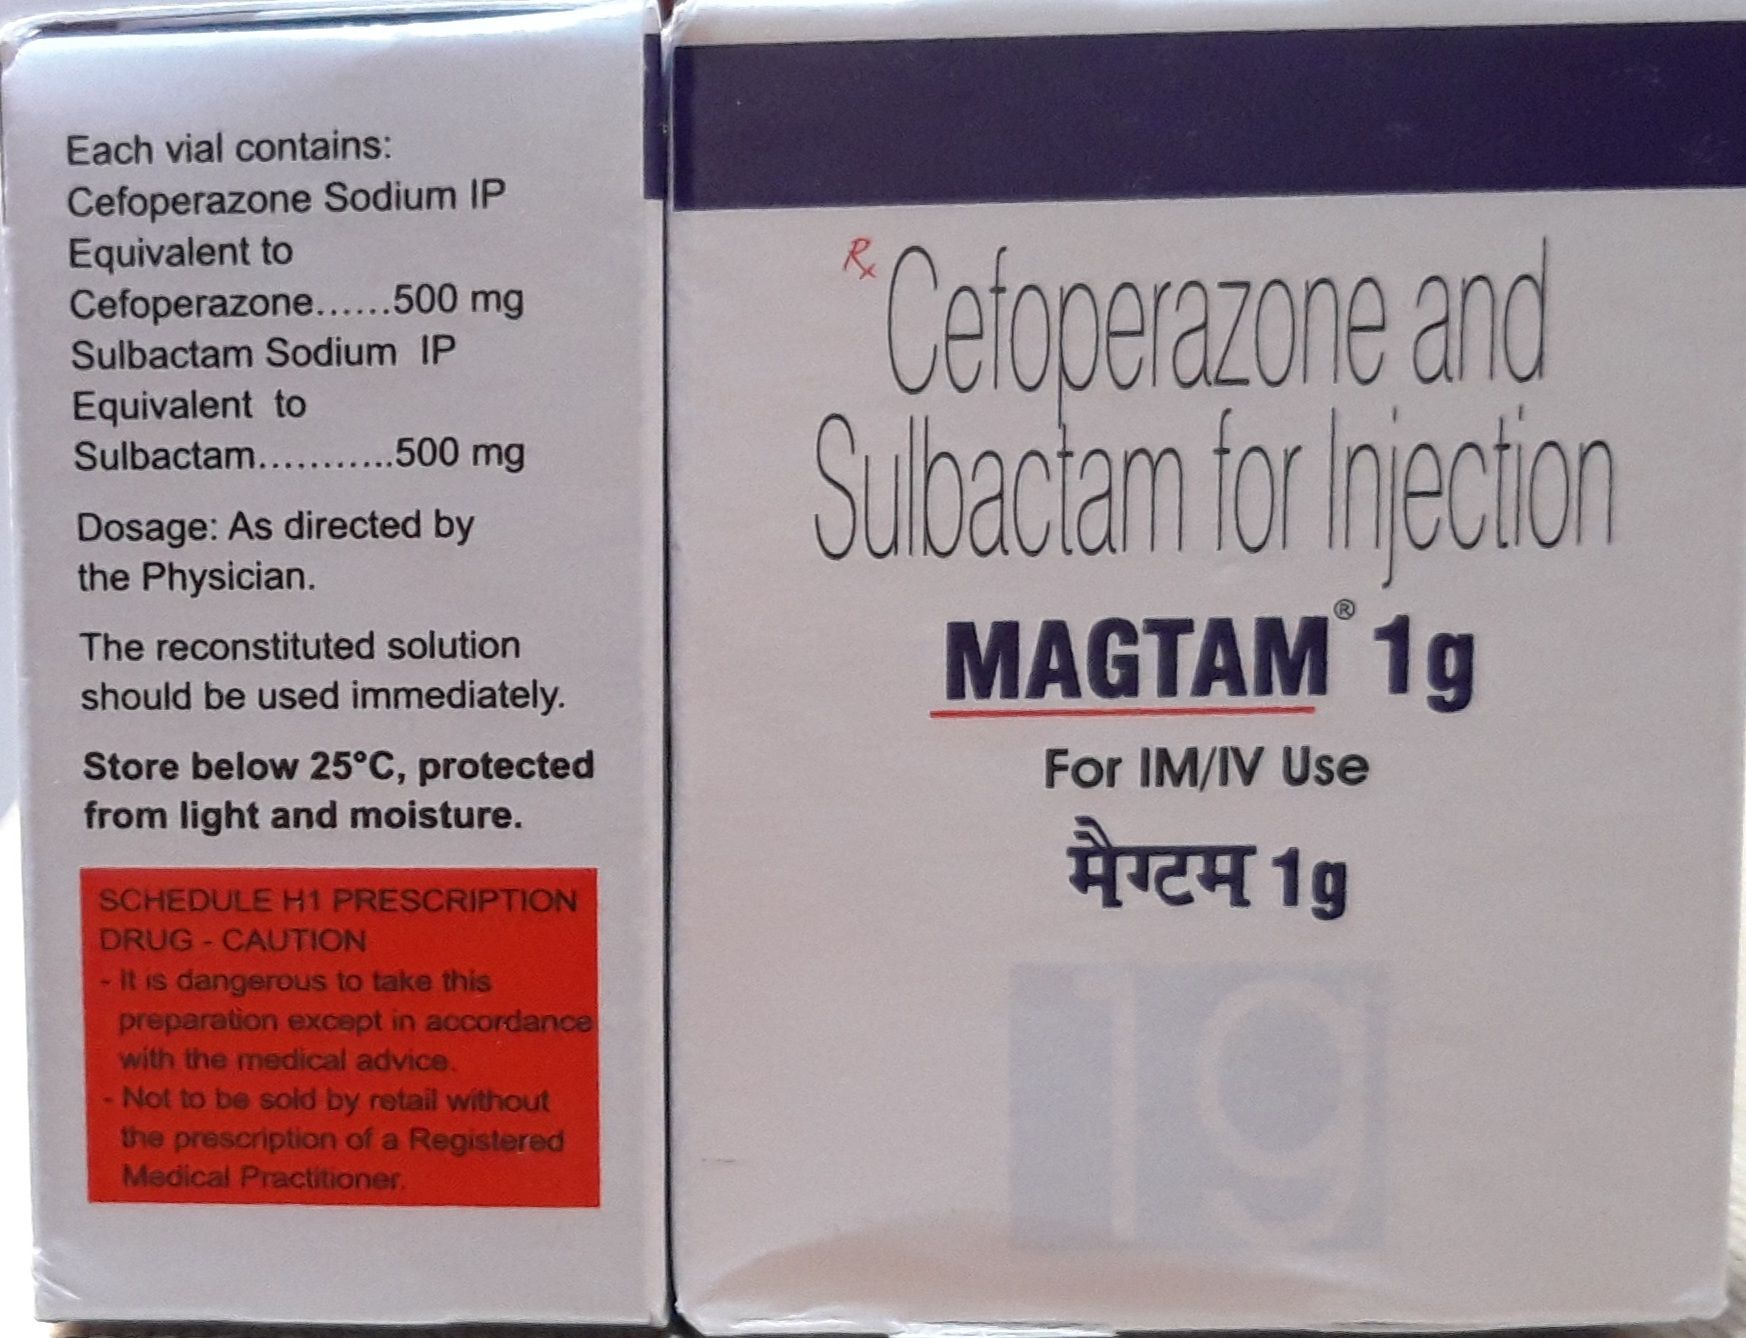 Each vial contains:
Cefoperazone Sodium IP
Equivalent to
Cefoperazone......500 mg
Sulbactam Sodium IP
Equivalent to
Sulbactam...........500 mg
Dosage: As directed by
the Physician.
The reconstituted solution
should be used immediately.
Store below 25°C, protected
from light and moisture.
SCHEDULE H1 PRESCRIPTION
DRUG - CAUTION
- It is dangerous to take this
preparation except in accordance
with the medical advice.
- Not to be sold by retail without
the prescription of a Registered
Medical Practitioner.
Rx Cefoperazone and
Sulbactam for Injection
MAGTAM® 1g
For IM/IV Use
मैग्टम 1g
1g